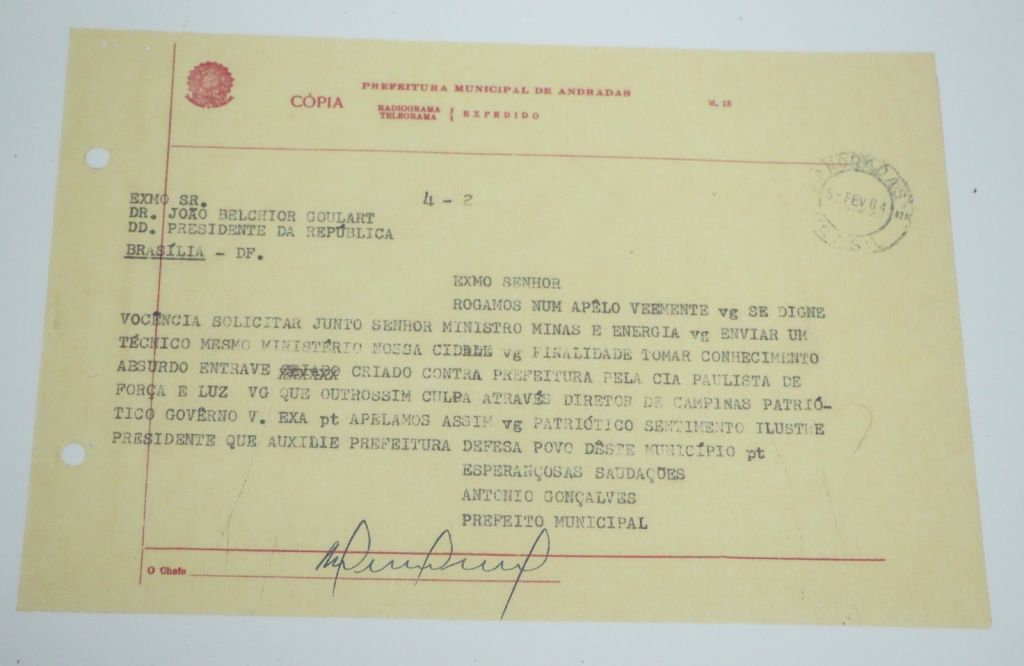 CÓPIA
PREFEITURA MUNICIPAL DE ANDRADAS
RADIOGRAMA
TELEGRAMA { EXPEDIDO
M. 13
ANDRADAS
5-FEV 64
EXMO SR.
4 - 2
DR. JOAO BELCHIOR GOULART
DD. PRESIDENTE DA REPÚBLICA
BRASÍLIA - DF.
EXMO SENHOR
ROGAMOS NUM APÊLO VEEMENTE vg SE DIGNE
VOCÊNCIA SOLICITAR JUNTO SENHOR MINISTRO MINAS E ENERGIA vg ENVIAR UM
TÉCNICO MESMO MINISTÉRIO NOSSA CIDADE vg FINALIDADE TOMAR CONHECIMENTO
ABSURDO ENTRAVE CRIADO CONTRA PREFEITURA PELA CIA PAULISTA DE
FORÇA E LUZ VG QUE OUTROSSIM CULPA ATRAVÉS DIRETOR DE CAMPINAS PATRIÓ-
TICO GOVÊRNO V. EXA pt APELAMOS ASSIM vg PATRIÓTICO SENTIMENTO ILUSTRE
PRESIDENTE QUE AUXILIE PREFEITURA DEFESA POVO DÊSTE MUNICÍPIO pt
ESPERANÇOSAS SAUDAÇÕES
ANTONIO GONÇALVES
PREFEITO MUNICIPAL
O Chefe